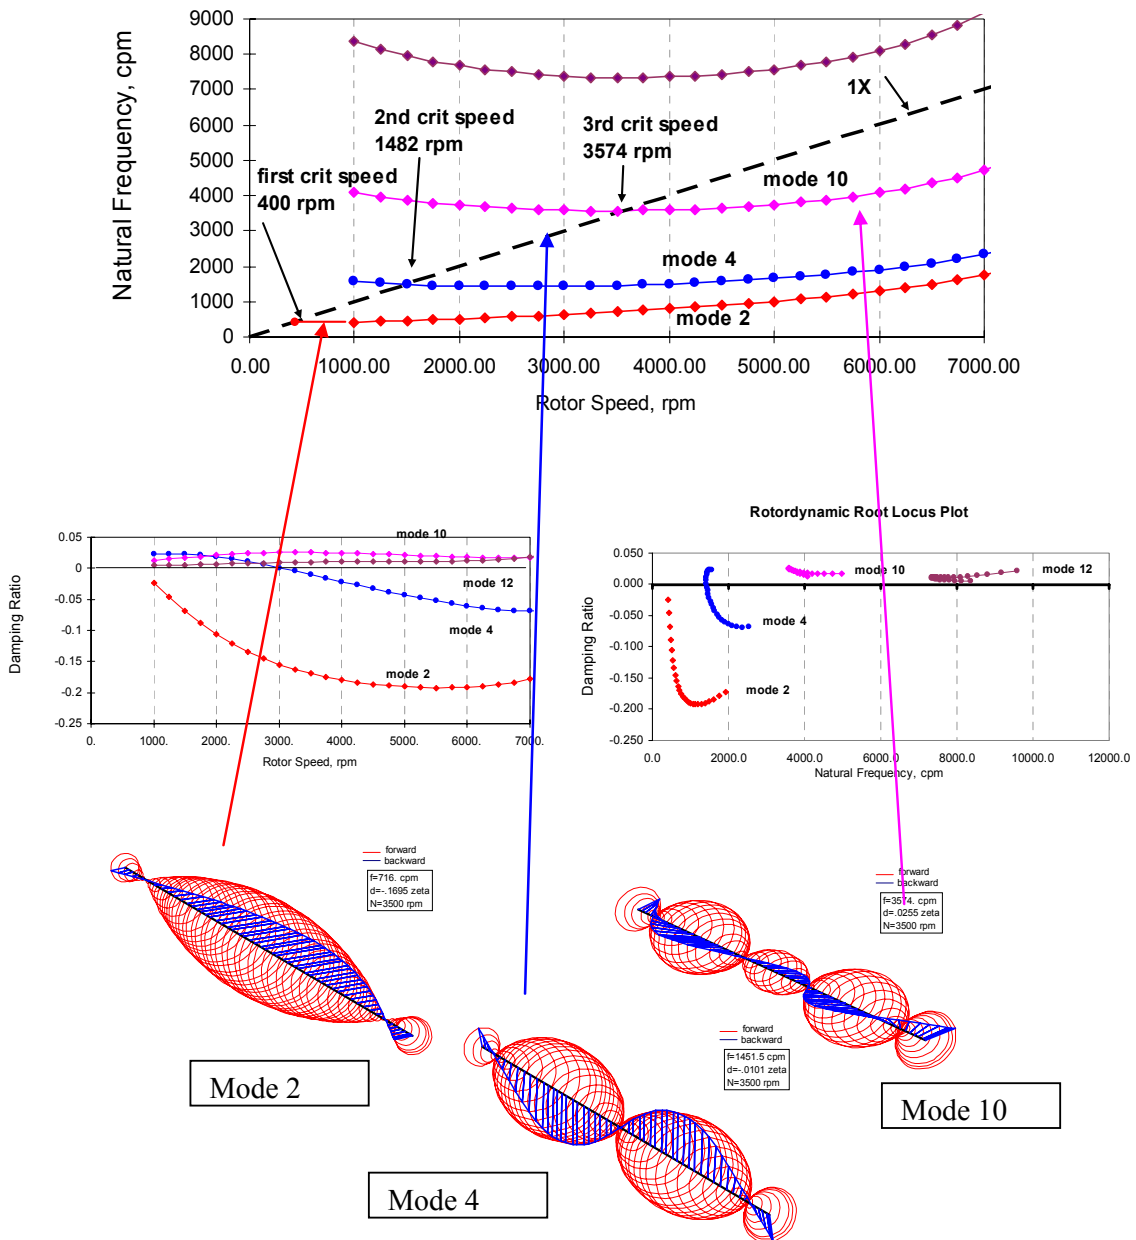 9000
8000
7000
6000
5000
4000
3000
2000
1000
0
Natural Frequency, cpm
1X
2nd crit speed
1482 rpm
3rd crit speed
3574 rpm
first crit speed
400 rpm
mode 10
mode 4
mode 2
0.00 1000.00 2000.00 3000.00 4000.00 5000.00 6000.00 7000.00
Rotor Speed, rpm
0.05
0
-0.05
-0.1
-0.15
-0.2
-0.25
Damping Ratio
mode 10
mode 12
mode 4
mode 2
0. 1000. 2000. 3000. 4000. 5000. 6000. 7000.
Rotor Speed, rpm
Rotordynamic Root Locus Plot
0.050
0.000
-0.050
-0.100
-0.150
-0.200
-0.250
Damping Ratio
mode 10
mode 12
mode 4
mode 2
0.0 2000.0 4000.0 6000.0 8000.0 10000.0 12000.0
Natural Frequency, cpm
forward
backward
f=716. cpm
d=-.1695 zeta
N=3500 rpm
forward
backward
f=3574. cpm
d=.0255 zeta
N=3500 rpm
forward
backward
f=1451.5 cpm
d=-.0101 zeta
N=3500 rpm
Mode 2
Mode 10
Mode 4